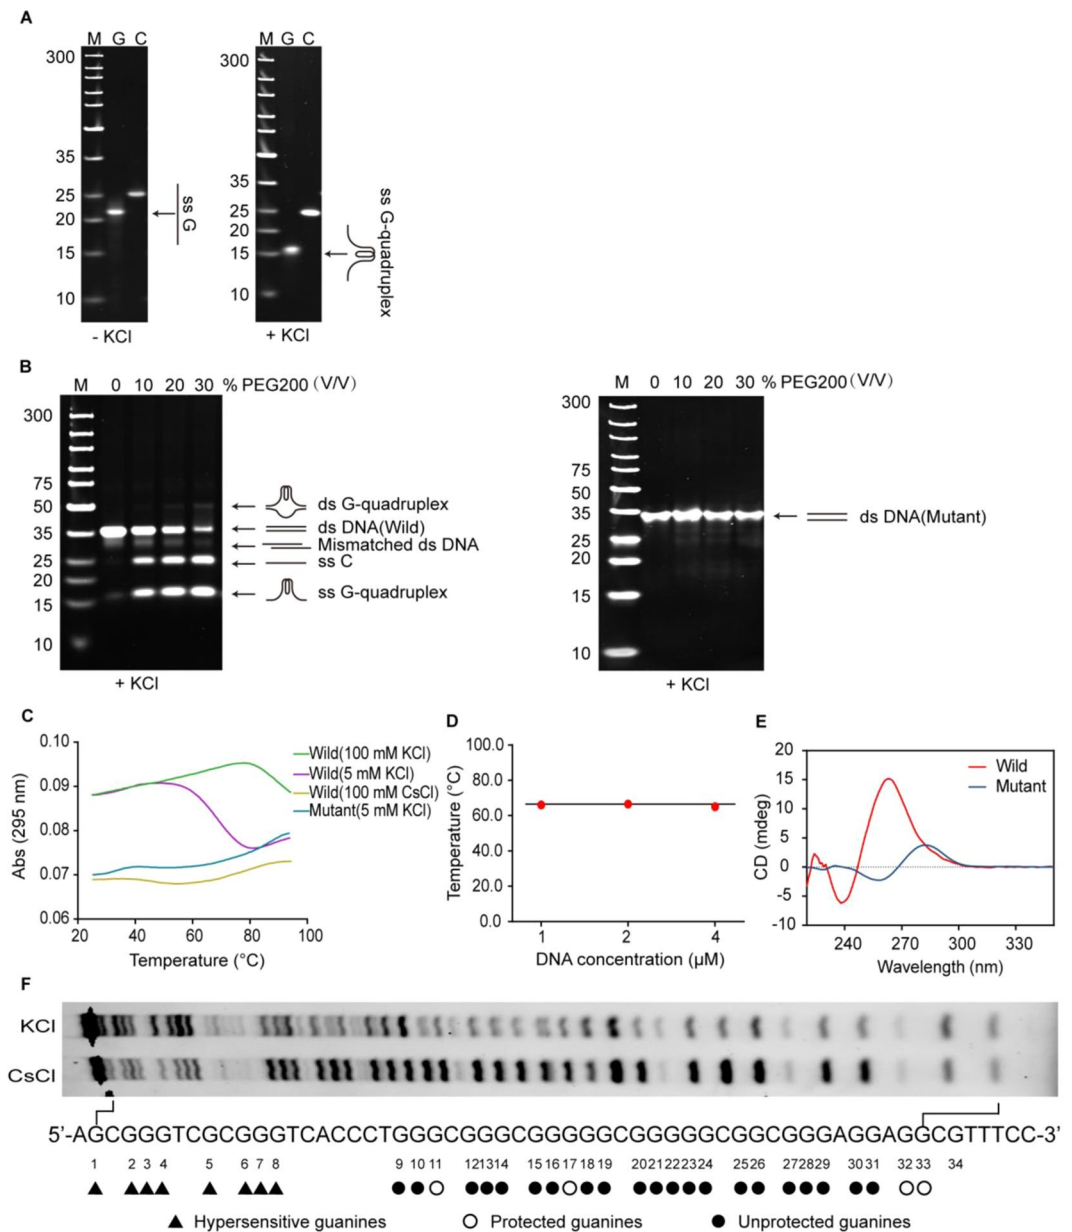 A
M G C
300
35
25
20
15
10
ss G
- KCl
M G C
300
35
25
20
15
10
ss G-quadruplex
+ KCl
B
M 0 10 20 30 % PEG200 (V/V)
300
75
50
35
25
20
15
10
ds G-quadruplex
ds DNA(Wild)
Mismatched ds DNA
ss C
ss G-quadruplex
+ KCl
M 0 10 20 30 % PEG200 (V/V)
300
75
50
35
25
20
15
10
ds DNA(Mutant)
+ KCl
C
Abs (295 nm)
0.10
0.09
0.08
0.07
0.06
20 40 60 80 100
Temperature (°C)
Wild(100 mM KCl)
Wild(5 mM KCl)
Wild(100 mM CsCl)
Mutant(5 mM KCl)
D
Temperature (°C)
100.0
80.0
60.0
40.0
20.0
0.0
1 2 4
DNA concentration (µM)
E
CD (mdeg)
20
15
10
5
0
-5
-10
240 270 300 330
Wavelength (nm)
Wild
Mutant
F
KCl
CsCl
5’-AGCGGGTCGCGGGTCACCCTGGGCGGGCGGGGGCGGGGGCGGCGGGAGGAGGCGTTTCC-3’
1 2 3 4 5 6 7 8 9 10 11 12 13 14 15 16 17 18 19 20 21 22 23 24 25 26 27 28 29 30 31 32 33 34
Hypersensitive guanines Protected guanines Unprotected guanines